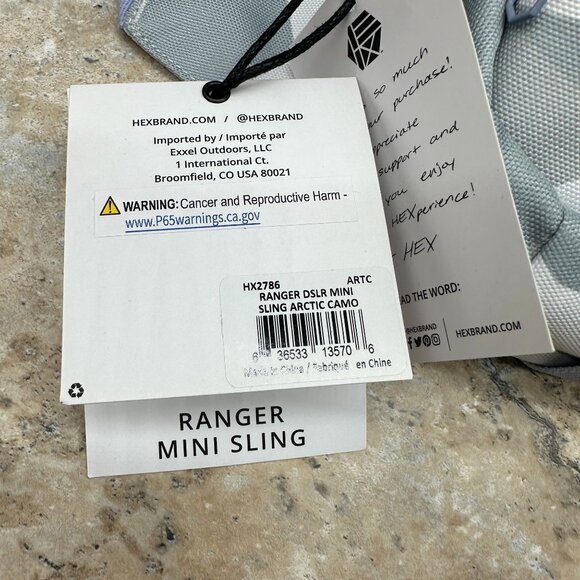 HEXBRAND.COM / @HEXBRAND
Imported by / Importé par
Exxel Outdoors, LLC
1 International Ct.
Broomfield, CO USA 80021
WARNING: Cancer and Reproductive Harm -
www.P65warnings.ca.gov
HX2786 ARTC
RANGER DSLR MINI
SLING ARCTIC CAMO
6 36533 13570 6
Made in China / Fabriqué en Chine
RANGER
MINI SLING
so much
purchase!
support and
you enjoy
HEXperience!
- HEX
THE WORD:
@HEXBRAND HEXBRAND.COM